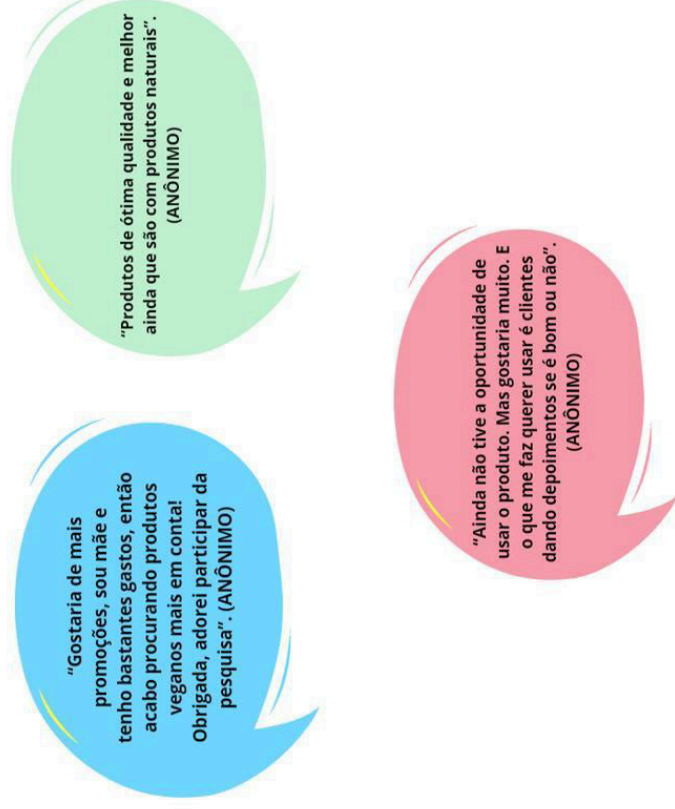 “Gostaria de mais
promoções, sou mãe e
tenho bastantes gastos, então
acabo procurando produtos
veganos mais em conta!
Obrigada, adorei participar da
pesquisa”. (ANÔNIMO)
“Produtos de ótima qualidade e melhor
ainda que são com produtos naturais”.
(ANÔNIMO)
“Ainda não tive a oportunidade de
usar o produto. Mas gostaria muito. E
o que me faz querer usar é clientes
dando depoimentos se é bom ou não”.
(ANÔNIMO)